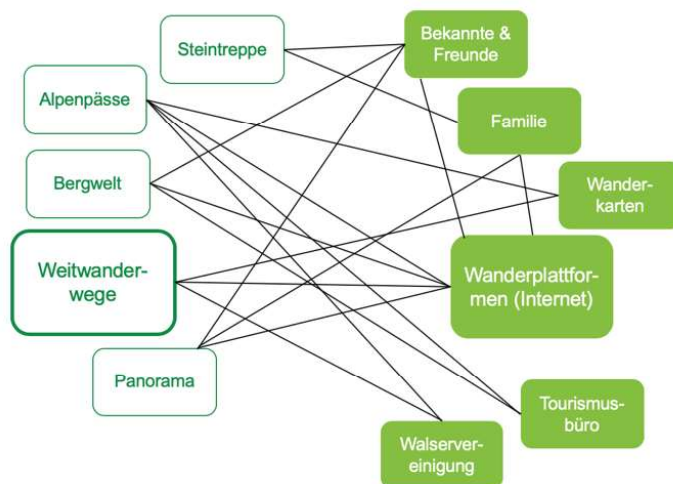 Steintreppe
Bekannte &
Freunde
Alpenpässe
Familie
Bergwelt
Wander-
karten
Weitwander-
wege
Wanderplattfor-
men (Internet)
Panorama
Tourismus-
büro
Walserver-
einigung